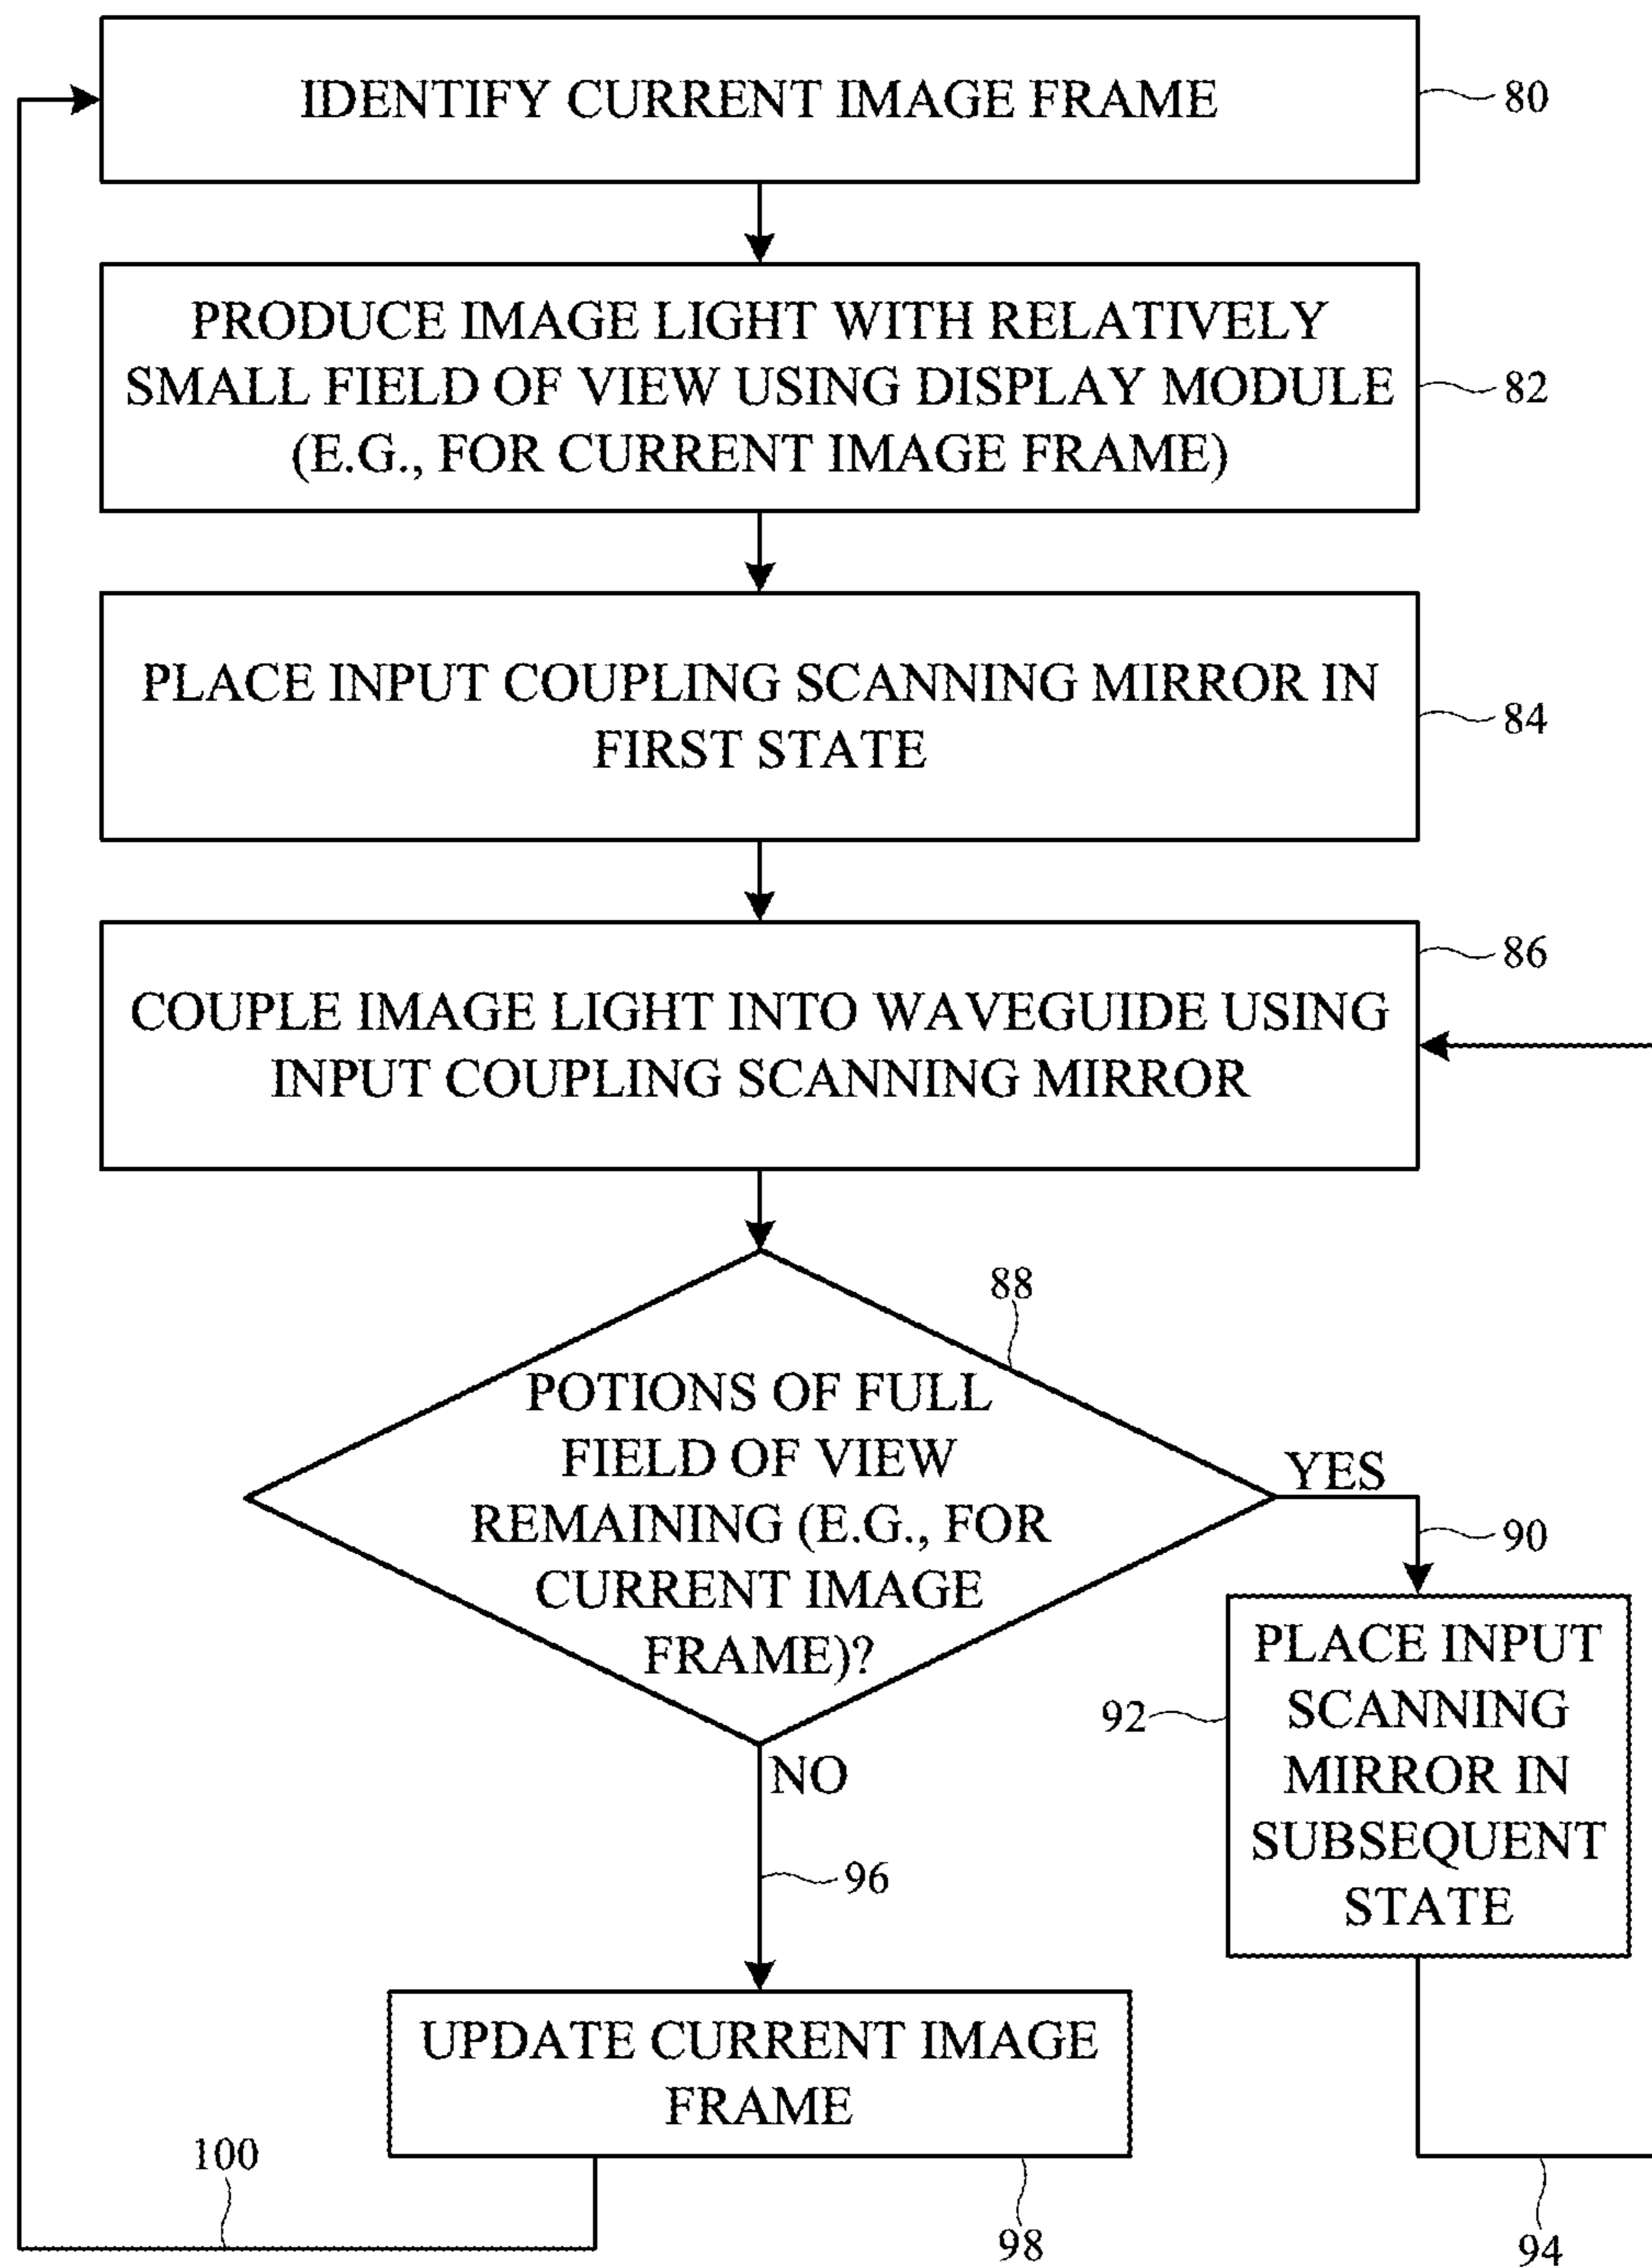 IDENTIFY CURRENT IMAGE FRAME
80
PRODUCE IMAGE LIGHT WITH RELATIVELY
SMALL FIELD OF VIEW USING DISPLAY MODULE
(E.G., FOR CURRENT IMAGE FRAME)
82
PLACE INPUT COUPLING SCANNING MIRROR IN
FIRST STATE
84
86
COUPLE IMAGE LIGHT INTO WAVEGUIDE USING
INPUT COUPLING SCANNING MIRROR
88
POTIONS OF FULL
FIELD OF VIEW
REMAINING (E.G., FOR
CURRENT IMAGE
FRAME)?
YES
90
PLACE INPUT
SCANNING
MIRROR IN
SUBSEQUENT
STATE
92
NO
96
UPDATE CURRENT IMAGE
FRAME
100
98
94